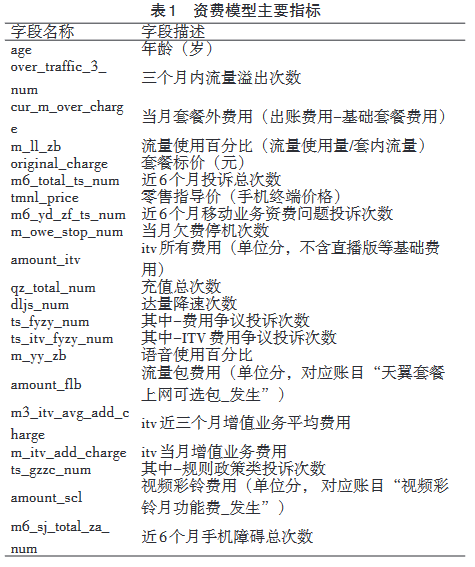 表1 资费模型主要指标
字段名称 字段描述
age 年龄（岁）
over_traffic_3_
num
三个月内流量溢出次数
cur_m_over_charg
e
当月套餐外费用（出账费用-基础套餐费用）
m_ll_zb 流量使用百分比（流量使用量/套内流量）
original_charge 套餐标价（元）
m6_total_ts_num 近6个月投诉总次数
tmnl_price 零售指导价（手机终端价格）
m6_yd_zf_ts_num 近6个月移动业务资费问题投诉次数
m_owe_stop_num 当月欠费停机次数
amount_itv
itv所有费用（单位分，不含直播版等基础费
用）
qz_total_num 充值总次数
dljs_num 达量降速次数
ts_fyzy_num 其中-费用争议投诉次数
ts_itv_fyzy_num 其中-ITV费用争议投诉次数
m_yy_zb 语音使用百分比
amount_flb
流量包费用（单位分，对应账目“天翼套餐
上网可选包_发生”）
m3_itv_avg_add_c
harge
itv近三个月增值业务平均费用
m_itv_add_charge itv当月增值业务费用
ts_gzzc_num 其中-规则政策类投诉次数
amount_scl
视频彩铃费用（单位分， 对应账目“视频彩
铃月功能费_发生”）
m6_sj_total_za_
num
近6个月手机障碍总次数